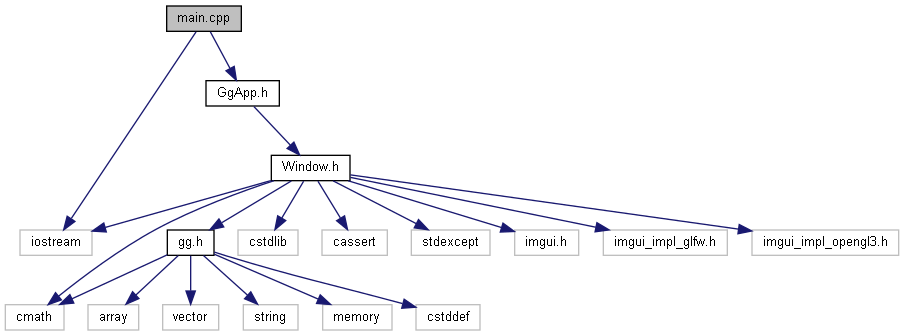 main.cpp
GgApp.h
Window.h
iostream
gg.h
cstdlib
cassert
stdexcept
imgui.h
imgui_impl_glfw.h
imgui_impl_opengl3.h
cmath
array
vector
string
memory
cstddef